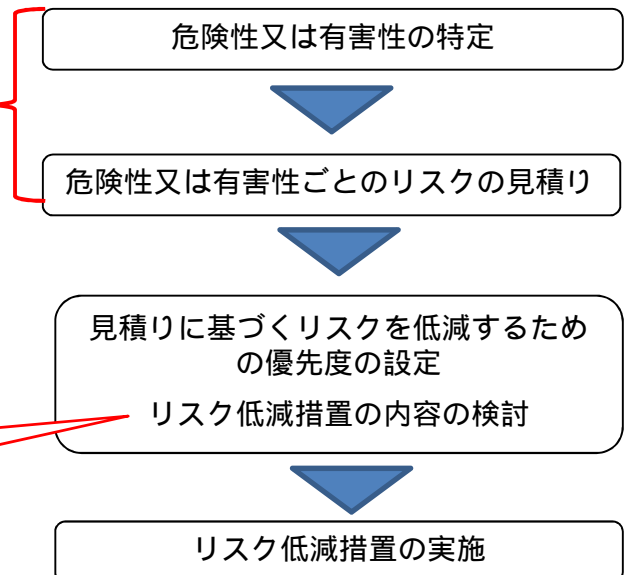 危険性又は有害性の特定
危険性又は有害性ごとのリスクの見積り
見積りに基づくリスクを低減するため
の優先度の設定
リスク低減措置の内容の検討
リスク低減措置の実施